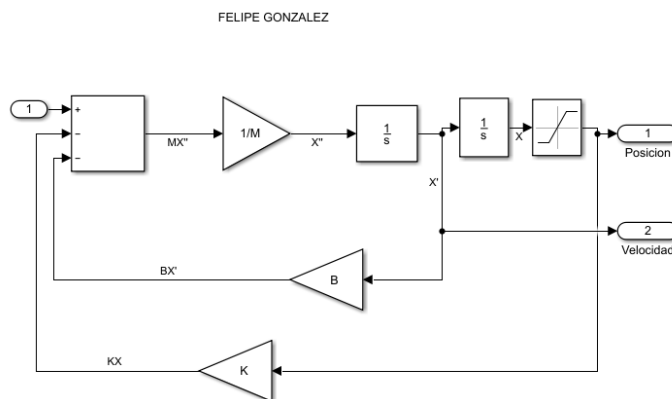 FELIPE GONZALEZ
1
+
−
−
MX"
1/M
X"
1
s
X'
1
s
X
1
Posicion
2
Velocidad
BX'
B
KX
K